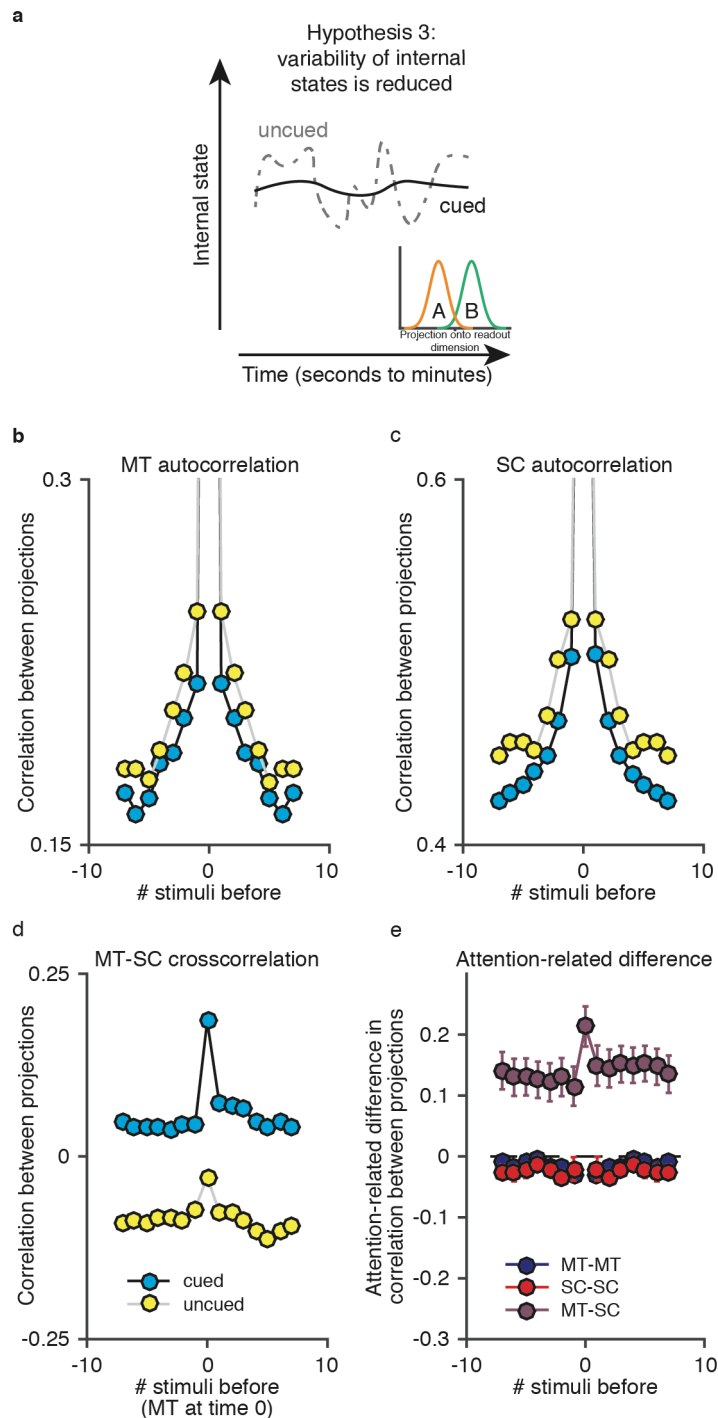 a
Hypothesis 3:
variability of internal
states is reduced
Internal state
uncued
cued
A B
Projection onto readout
dimension
Time (seconds to minutes)
b
MT autocorrelation
Correlation between projections
0.3
0.15
-10 0 10
# stimuli before
c
SC autocorrelation
Correlation between projections
0.6
0.4
-10 0 10
# stimuli before
d
MT-SC crosscorrelation
Correlation between projections
0.25
0
-0.25
cued
uncued
-10 0 10
# stimuli before
(MT at time 0)
e
Attention-related difference
Attention-related difference in
correlation between projections
0.2
0.1
0
-0.1
-0.2
-0.3
MT-MT
SC-SC
MT-SC
-10 0 10
# stimuli before